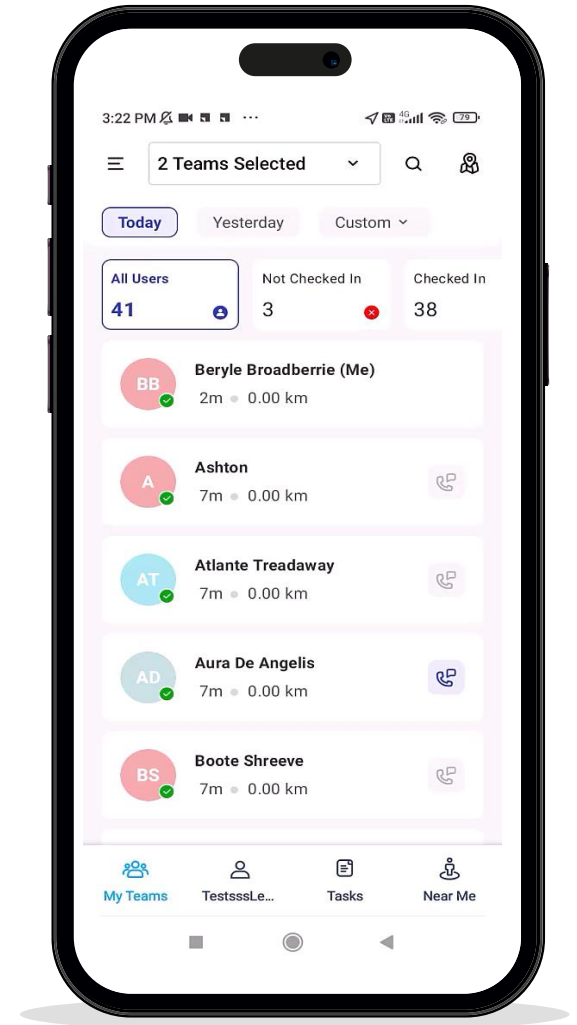 3:22 PM
4G
79
2 Teams Selected
Today Yesterday Custom
All Users Not Checked In Checked In
41 3 38
BB
Beryle Broadberrie (Me)
2m 0.00 km
A
Ashton
7m 0.00 km
AT
Atlante Treadaway
7m 0.00 km
AD
Aura De Angelis
7m 0.00 km
BS
Boote Shreeve
7m 0.00 km
My Teams TestsssLe... Tasks Near Me